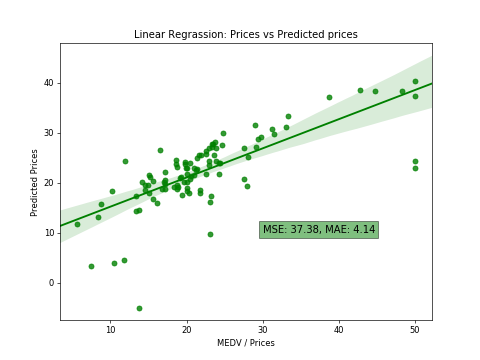 Linear Regrassion: Prices vs Predicted prices
40
30
20
10
0
Predicted Prices
MSE: 37.38, MAE: 4.14
10
20
30
40
50
MEDV / Prices